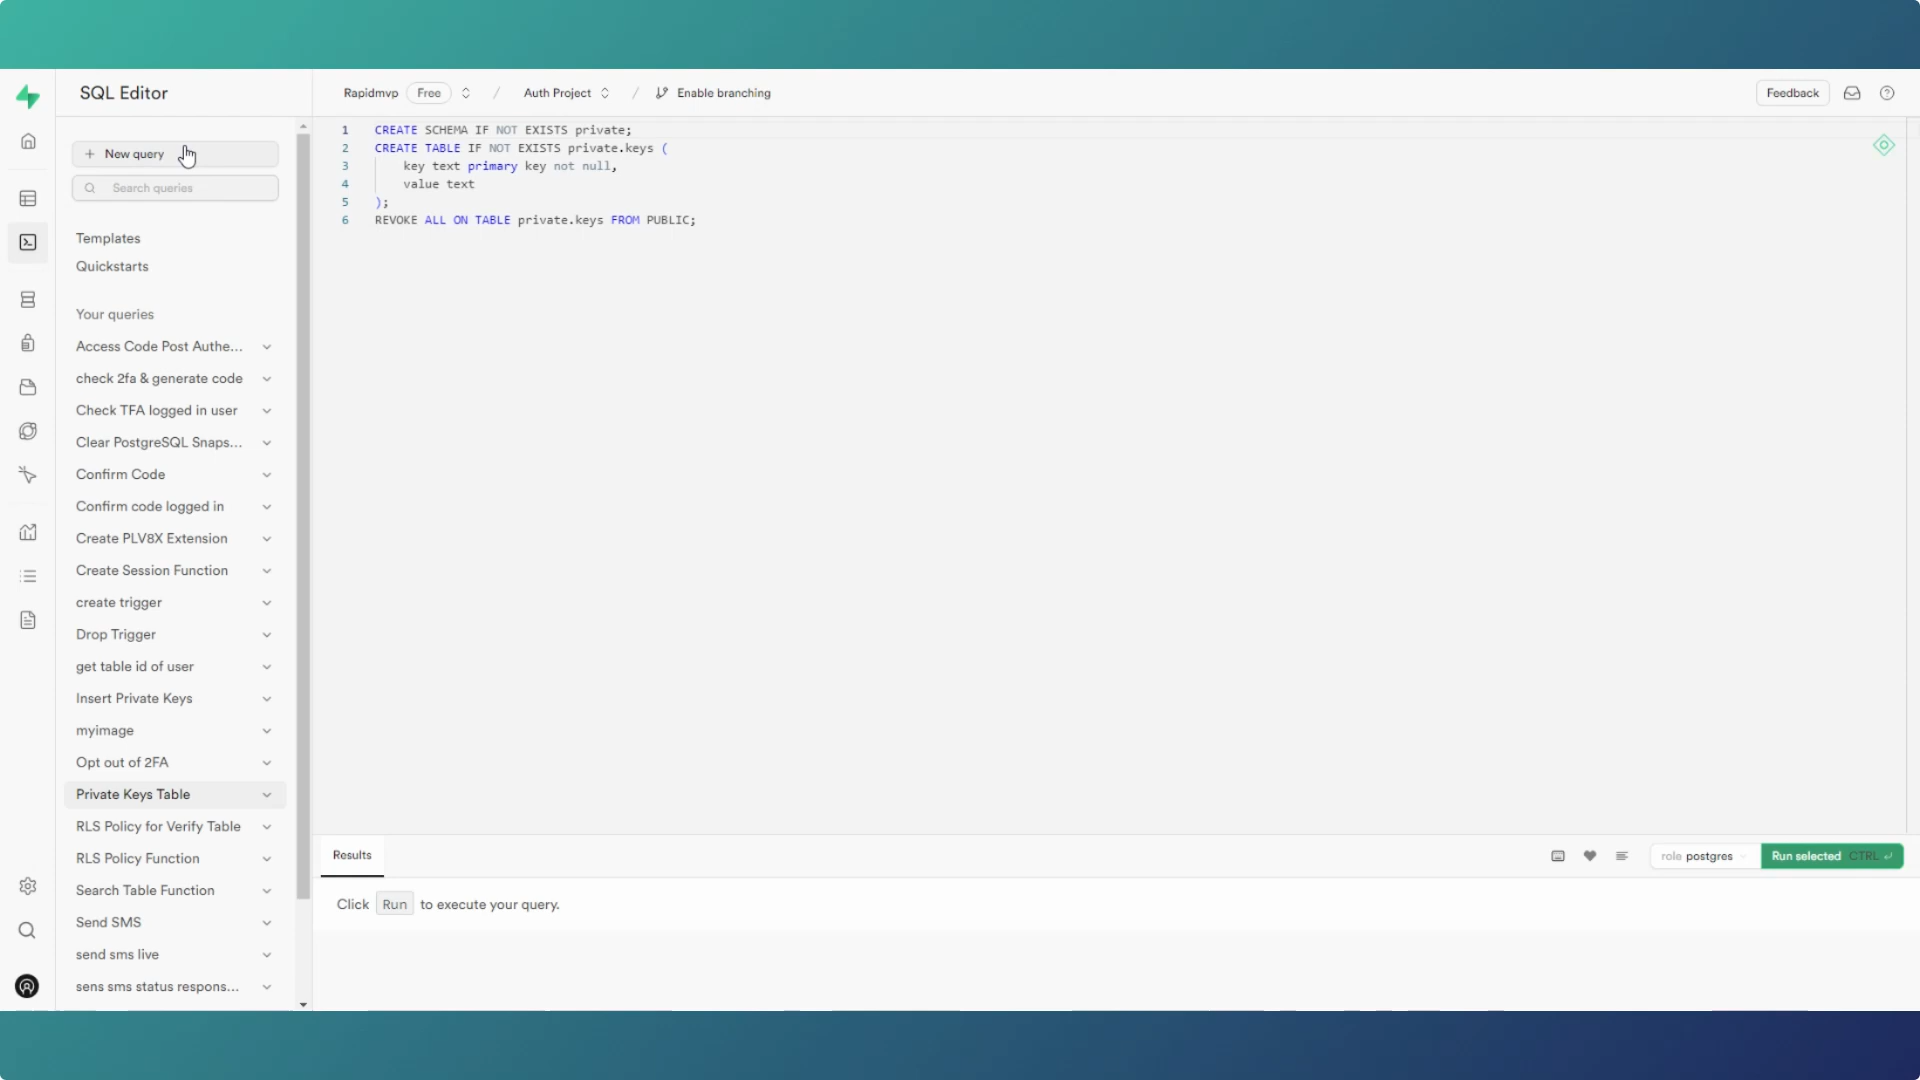 SQL Editor
Rapidmvp Free / Auth Project / Enable branching
Feedback
New query
Search queries
Templates
Quickstarts
Your queries
Access Code Post Authe...
check 2fa & generate code
Check TFA logged in user
Clear PostgreSQL Snaps...
Confirm Code
Confirm code logged in
Create PLV8X Extension
Create Session Function
create trigger
Drop Trigger
get table id of user
Insert Private Keys
myimage
Opt out of 2FA
Private Keys Table
RLS Policy for Verify Table
RLS Policy Function
Search Table Function
Send SMS
send sms live
sens sms status respons...
1 CREATE SCHEMA IF NOT EXISTS private;
2 CREATE TABLE IF NOT EXISTS private.keys (
3 key text primary key not null,
4 value text
5 );
6 REVOKE ALL ON TABLE private.keys FROM PUBLIC;
Results
role postgres
Run selected CTRL ↵
Click Run to execute your query.